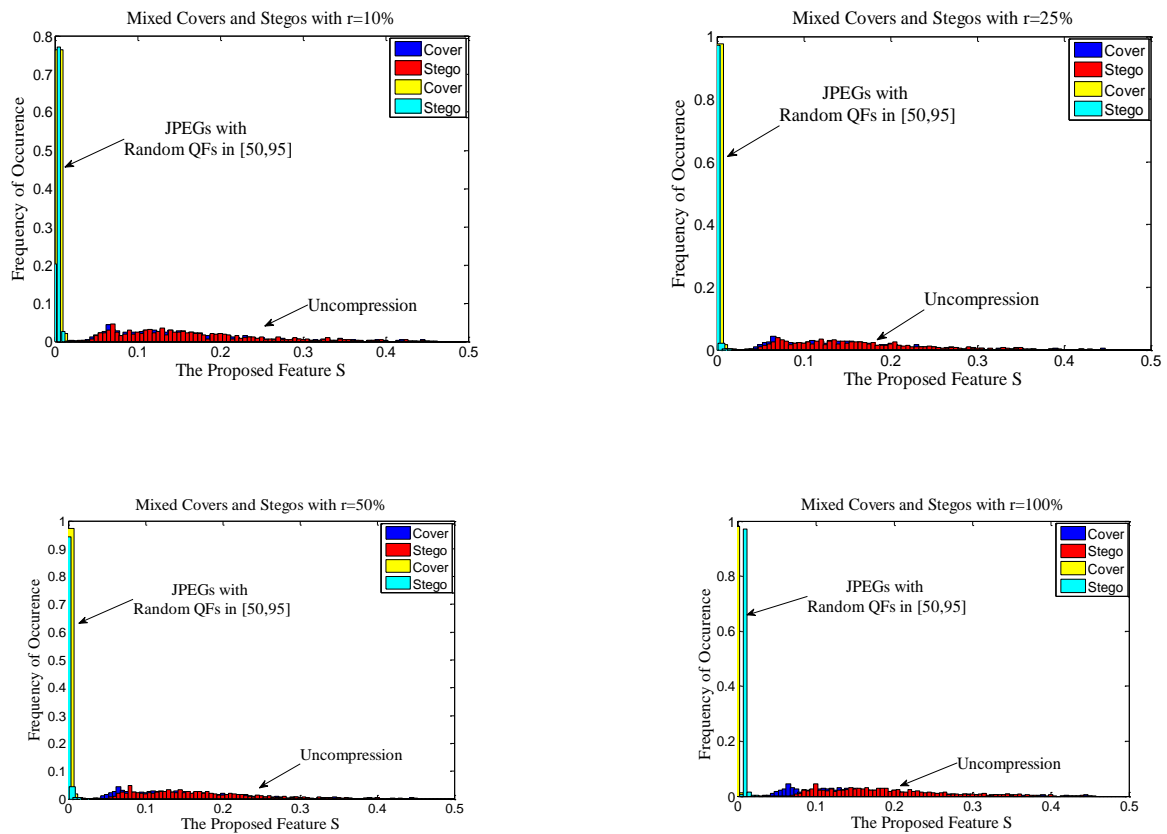 Mixed Covers and Stegos with r=10%
0.8
0.7
0.6
0.5
0.4
0.3
0.2
0.1
0
Frequency of Occurence
Cover
Stego
Cover
Stego
JPEGs with
Random QFs in [50,95]
Uncompression
0 0.1 0.2 0.3 0.4 0.5
The Proposed Feature S
Mixed Covers and Stegos with r=25%
1
0.8
0.6
0.4
0.2
0
Frequency of Occurence
Cover
Stego
Cover
Stego
JPEGs with
Random QFs in [50,95]
Uncompression
0 0.1 0.2 0.3 0.4 0.5
The Proposed Feature S
Mixed Covers and Stegos with r=50%
1
0.9
0.8
0.7
0.6
0.5
0.4
0.3
0.2
0.1
0
Frequency of Occurence
Cover
Stego
Cover
Stego
JPEGs with
Random QFs in [50,95]
Uncompression
0 0.1 0.2 0.3 0.4 0.5
The Proposed Feature S
Mixed Covers and Stegos with r=100%
1
0.8
0.6
0.4
0.2
0
Frequency of Occurence
Cover
Stego
Cover
Stego
JPEGs with
Random QFs in [50,95]
Uncompression
0 0.1 0.2 0.3 0.4 0.5
The Proposed Feature S